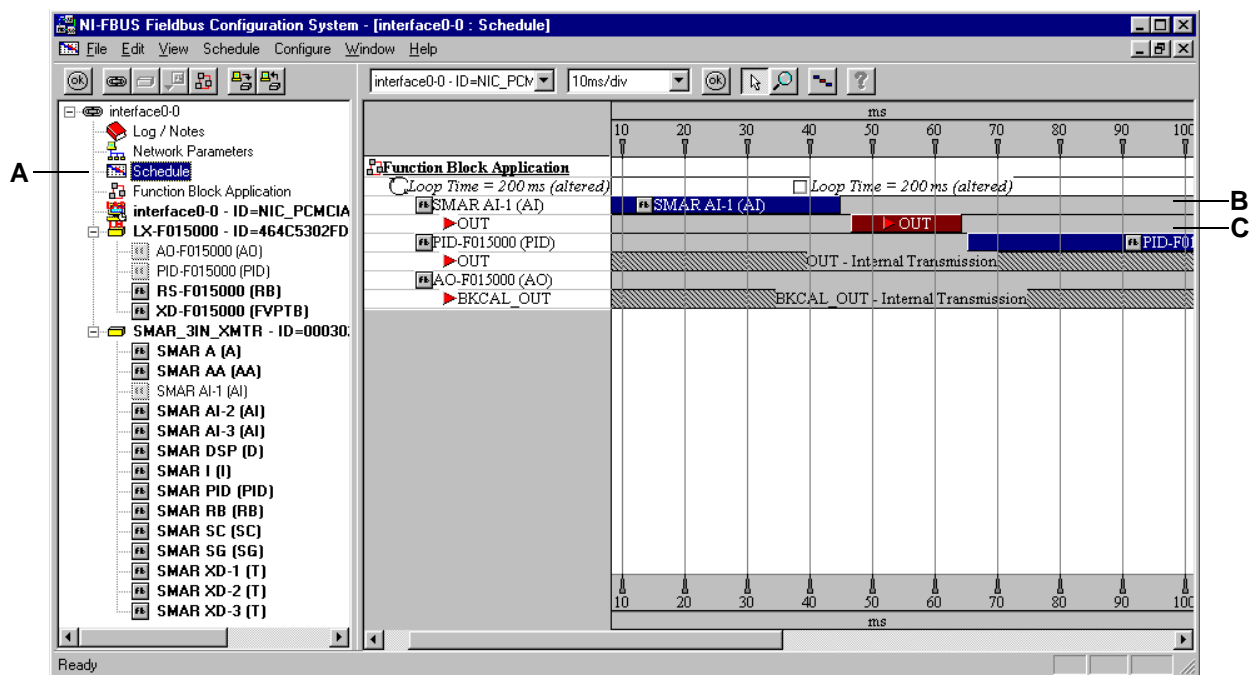 NI-FBUS Fieldbus Configuration System - [interface0-0 : Schedule]
File Edit View Schedule Configure Window Help
interface0-0 - ID=NIC_PCM
10ms/div
interface0-0
Log / Notes
Network Parameters
Schedule
Function Block Application
interface0-0 - ID=NIC_PCMCIA
LX-F015000 - ID=464C5302FD
AO-F015000 (AO)
PID-F015000 (PID)
RS-F015000 (RB)
XD-F015000 (FVPTB)
SMAR_3IN_XMTR - ID=00030
SMAR A (A)
SMAR AA (AA)
SMAR AI-1 (AI)
SMAR AI-2 (AI)
SMAR AI-3 (AI)
SMAR DSP (D)
SMAR I (I)
SMAR PID (PID)
SMAR RB (RB)
SMAR SC (SC)
SMAR SG (SG)
SMAR XD-1 (T)
SMAR XD-2 (T)
SMAR XD-3 (T)
ms
10 20 30 40 50 60 70 80 90 100
Function Block Application
Loop Time = 200 ms (altered) Loop Time = 200 ms (altered)
SMAR AI-1 (AI) SMAR AI-1 (AI)
OUT OUT
PID-F015000 (PID) PID-F01
OUT OUT - Internal Transmission
AO-F015000 (AO)
BKCAL_OUT BKCAL_OUT - Internal Transmission
10 20 30 40 50 60 70 80 90 100
ms
Ready
A
B
C